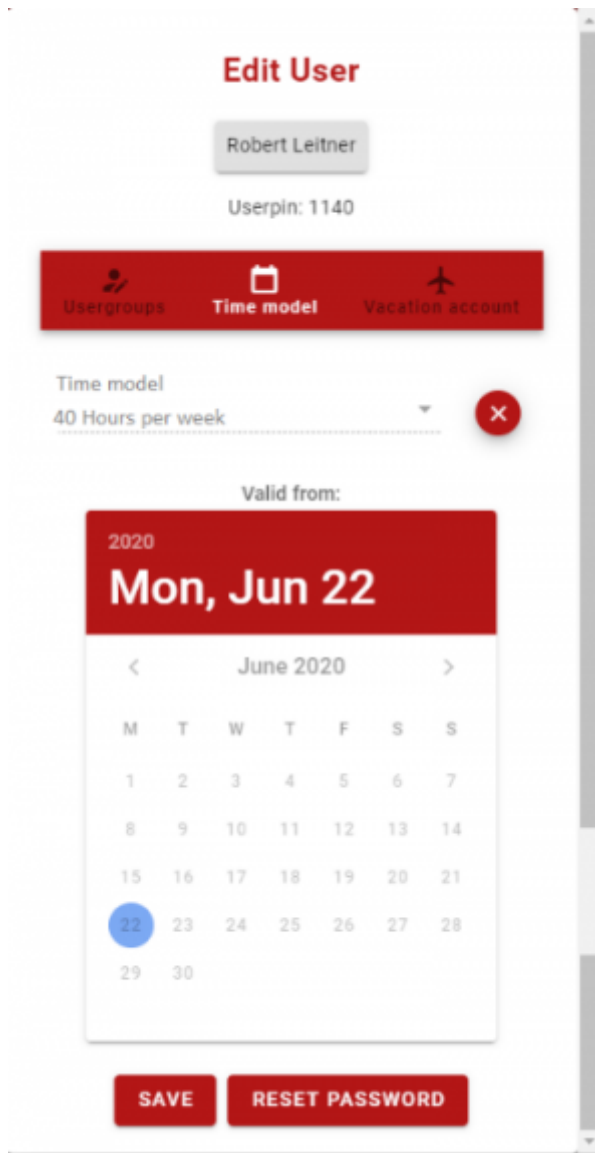 Edit User
Robert Leitner
Userpin: 1140
Usergroups Time model Vacation account
Time model
40 Hours per week
Valid from:
2020
Mon, Jun 22
June 2020
M T W T F S S
1 2 3 4 5 6 7
8 9 10 11 12 13 14
15 16 17 18 19 20 21
22 23 24 25 26 27 28
29 30
SAVE RESET PASSWORD